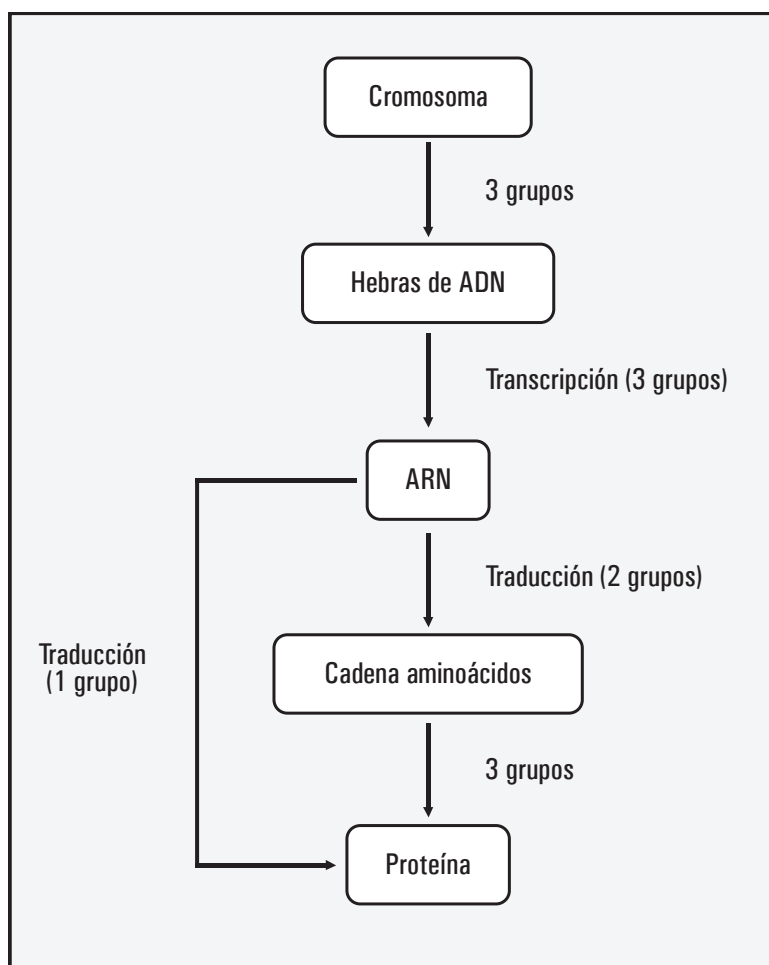 Cromosoma
3 grupos
Hebras de ADN
Transcripción (3 grupos)
ARN
Traducción (2 grupos)
Traducción
(1 grupo)
Cadena aminoácidos
3 grupos
Proteína